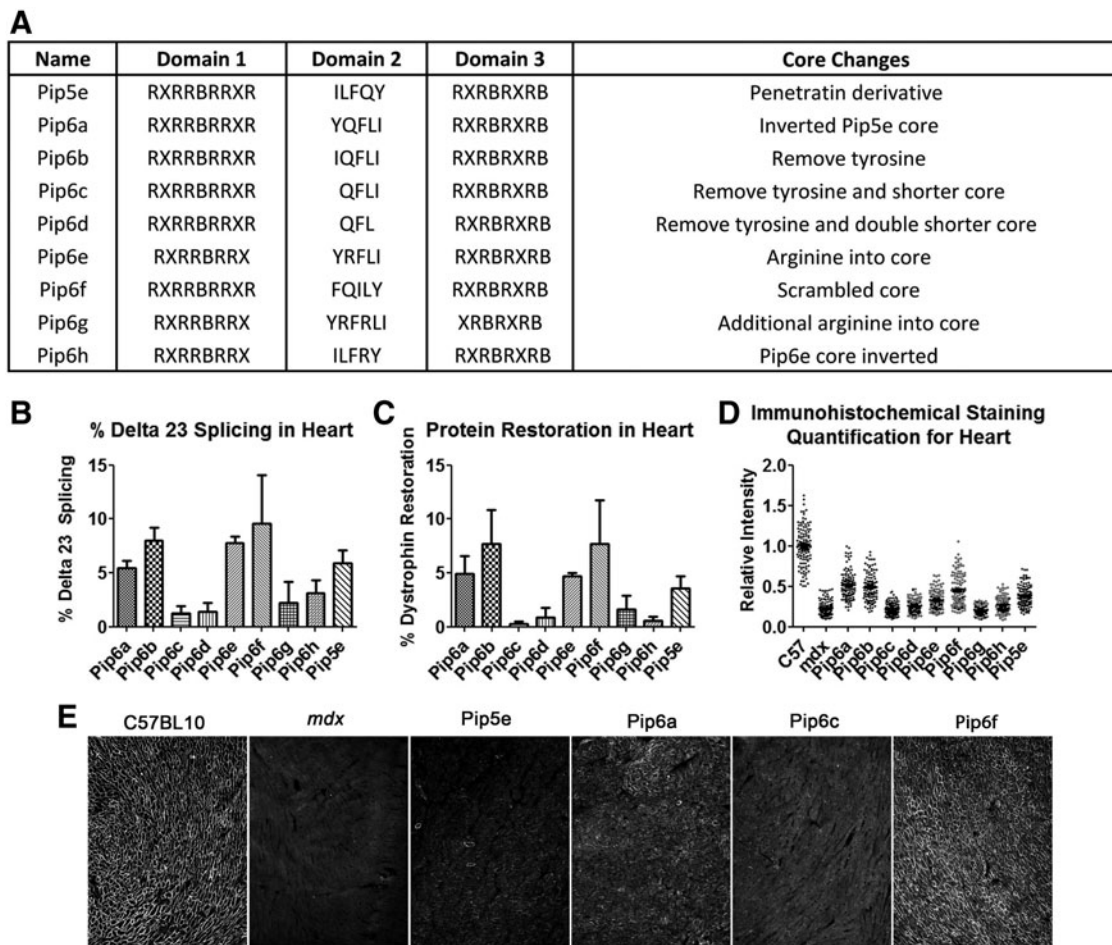 A
Name Domain 1 Domain 2 Domain 3 Core Changes
Pip5e RXRRBRRXR ILFQY RXRBRXRB Penetratin derivative
Pip6a RXRRBRRXR YQFLI RXRBRXRB Inverted Pip5e core
Pip6b RXRRBRRXR IQFLI RXRBRXRB Remove tyrosine
Pip6c RXRRBRRXR QFLI RXRBRXRB Remove tyrosine and shorter core
Pip6d RXRRBRRXR QFL RXRBRXRB Remove tyrosine and double shorter core
Pip6e RXRRBRRX YRFLI RXRBRXRB Arginine into core
Pip6f RXRRBRRXR FQILY RXRBRXRB Scrambled core
Pip6g RXRRBRRX YRFRLI XRBRXRB Additional arginine into core
Pip6h RXRRBRRX ILFRY RXRBRXRB Pip6e core inverted
B
% Delta 23 Splicing in Heart
% Delta 23 Splicing
15
10
5
0
Pip6a Pip6b Pip6c Pip6d Pip6e Pip6f Pip6g Pip6h Pip5e
C
Protein Restoration in Heart
% Dystrophin Restoration
15
10
5
0
Pip6a Pip6b Pip6c Pip6d Pip6e Pip6f Pip6g Pip6h Pip5e
D
Immunohistochemical Staining
Quantification for Heart
Relative Intensity
2.0
1.5
1.0
0.5
0.0
C57 mdx Pip6a Pip6b Pip6c Pip6d Pip6e Pip6f Pip6g Pip6h Pip5e
E
C57BL10 mdx Pip5e Pip6a Pip6c Pip6f